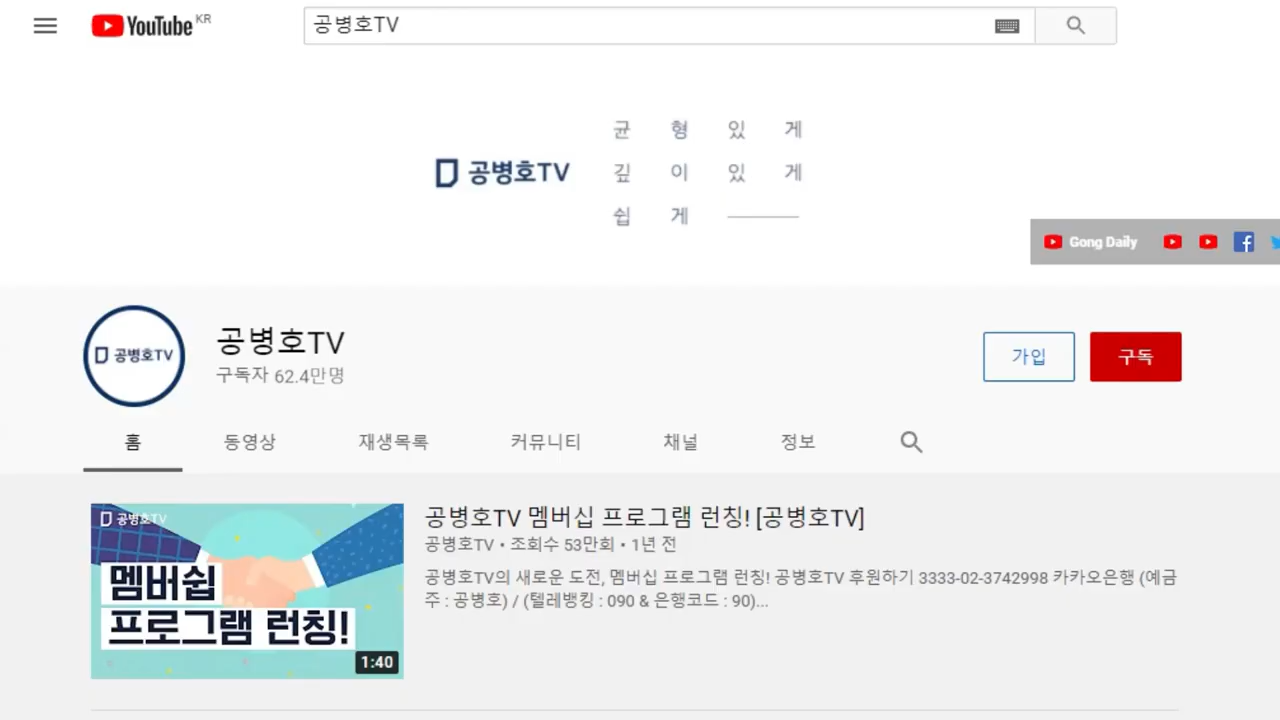 YouTube KR
공병호TV
균형있게
공병호TV
깊이있게
쉽게
Gong Daily
공병호TV
공병호TV
구독자 62.4만명
가입
구독
홈
동영상
재생목록
커뮤니티
채널
정보
공병호TV
멤버쉽
프로그램 런칭!
1:40
공병호TV 멤버십 프로그램 런칭! [공병호TV]
공병호TV • 조회수 53만회 • 1년 전
공병호TV의 새로운 도전, 멤버십 프로그램 런칭! 공병호TV 후원하기 3333-02-3742998 카카오은행 (예금
주 : 공병호) / (텔레뱅킹 : 090 & 은행코드 : 90)...